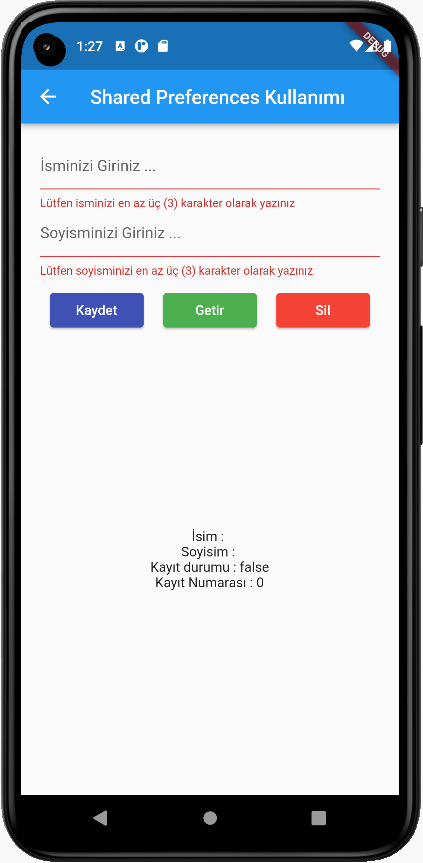 1:27
A
DEBUG
Shared Preferences Kullanımı
İsminizi Giriniz ...
Lütfen isminizi en az üç (3) karakter olarak yazınız
Soyisminizi Giriniz ...
Lütfen soyisminizi en az üç (3) karakter olarak yazınız
Kaydet Getir Sil
İsim :
Soyisim :
Kayıt durumu : false
Kayıt Numarası : 0